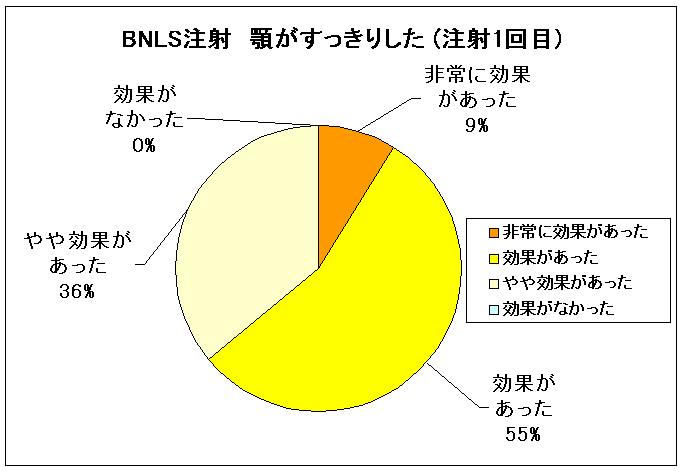 BNLS注射　顎がすっきりした（注射1回目）
非常に効果
があった
9%
効果が
なかった
0%
やや効果が
あった
36%
非常に効果があった
効果があった
やや効果があった
効果がなかった
効果が
あった
55%